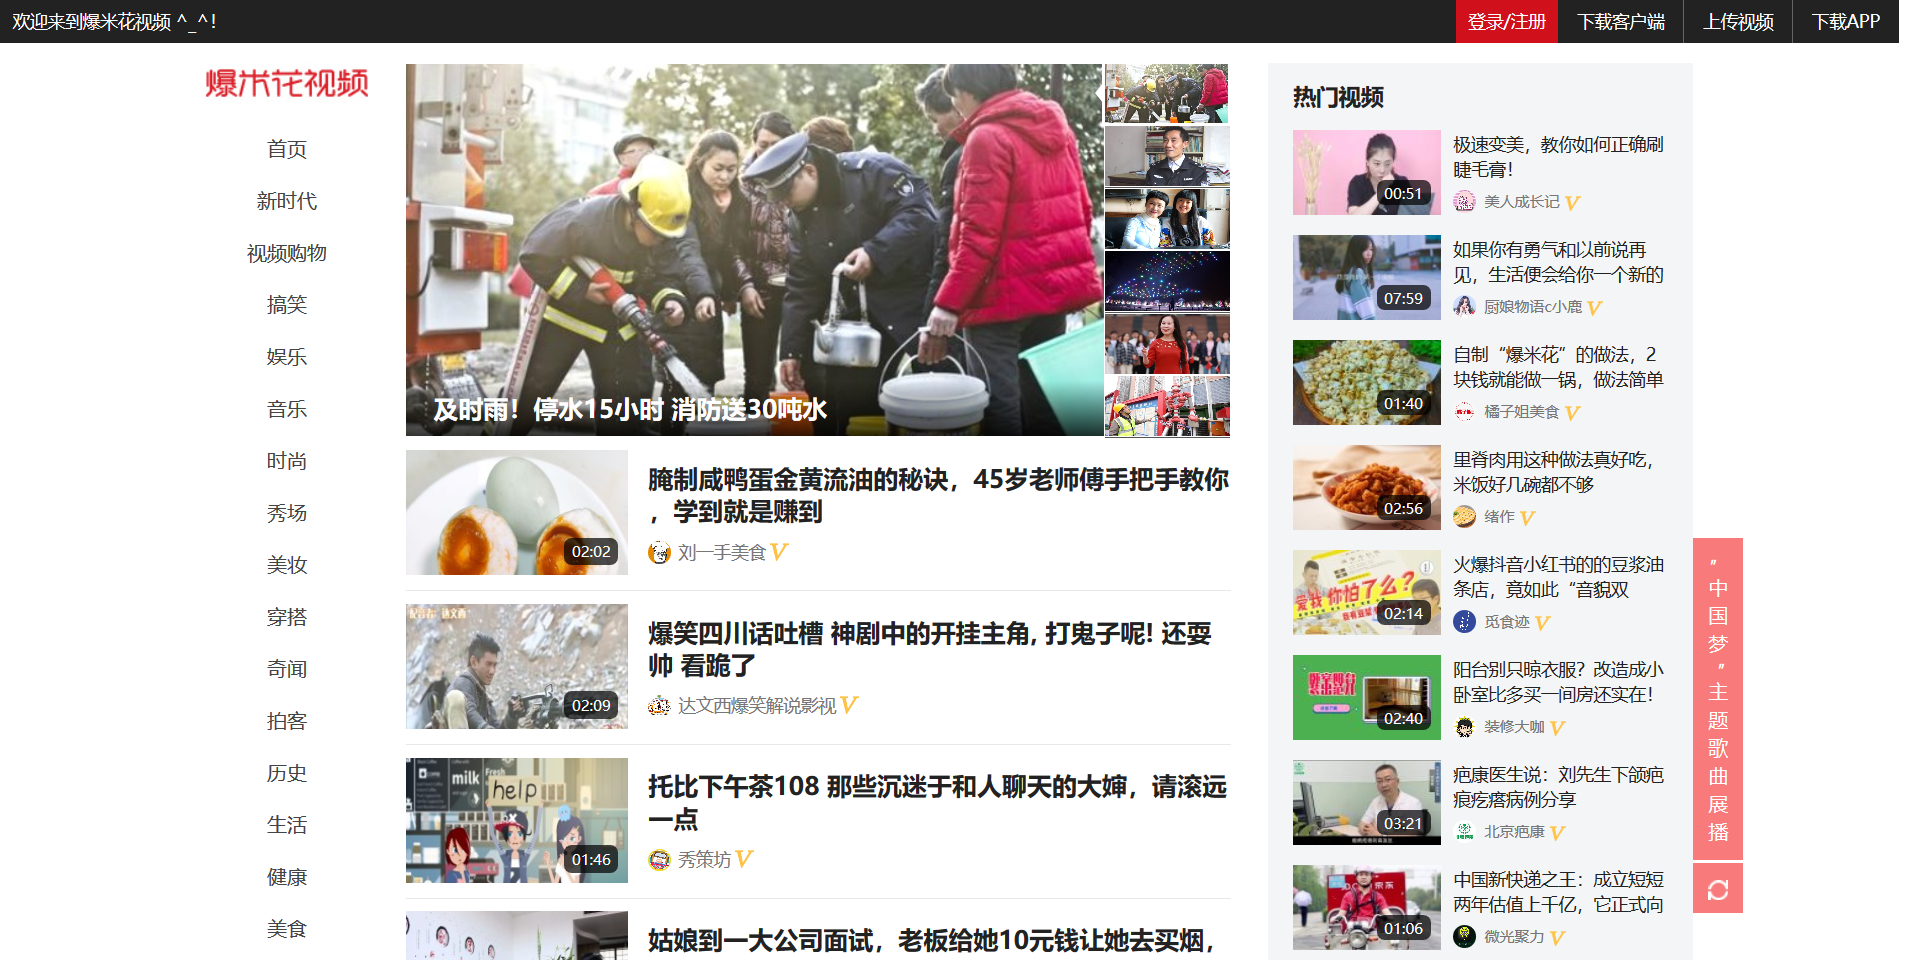 欢迎来到爆米花视频 ^_^！
登录/注册
下载客户端
上传视频
下载APP
爆米花视频
首页
新时代
视频购物
搞笑
娱乐
音乐
时尚
秀场
美妆
穿搭
奇闻
拍客
历史
生活
健康
美食
及时雨！停水15小时 消防送30吨水
02:02
腌制咸鸭蛋金黄流油的秘诀，45岁老师傅手把手教你
，学到就是赚到
刘一手美食 V
02:09
爆笑四川话吐槽 神剧中的开挂主角, 打鬼子呢! 还耍
帅 看跪了
达文西爆笑解说影视 V
milk
Fresh
help
01:46
托比下午茶108 那些沉迷于和人聊天的大婶，请滚远
一点
秀策坊 V
姑娘到一大公司面试，老板给她10元钱让她去买烟，
热门视频
00:51
极速变美，教你如何正确刷
睫毛膏！
美人成长记 V
07:59
如果你有勇气和以前说再
见，生活便会给你一个新的
厨娘物语c小鹿 V
01:40
自制“爆米花”的做法，2
块钱就能做一锅，做法简单
橘子姐美食 V
02:56
里脊肉用这种做法真好吃，
米饭好几碗都不够
绪作 V
爱我 你怕了么？
02:14
火爆抖音小红书的的豆浆油
条店，竟如此“音貌双
觅食迹 V
02:40
阳台别只晾衣服？改造成小
卧室比多买一间房还实在！
装修大咖 V
03:21
疤康医生说：刘先生下颌疤
痕疙瘩病例分享
北京疤康 V
01:06
中国新快递之王：成立短短
两年估值上千亿，它正式向
微光聚力 V
"中国梦"主题歌曲展播